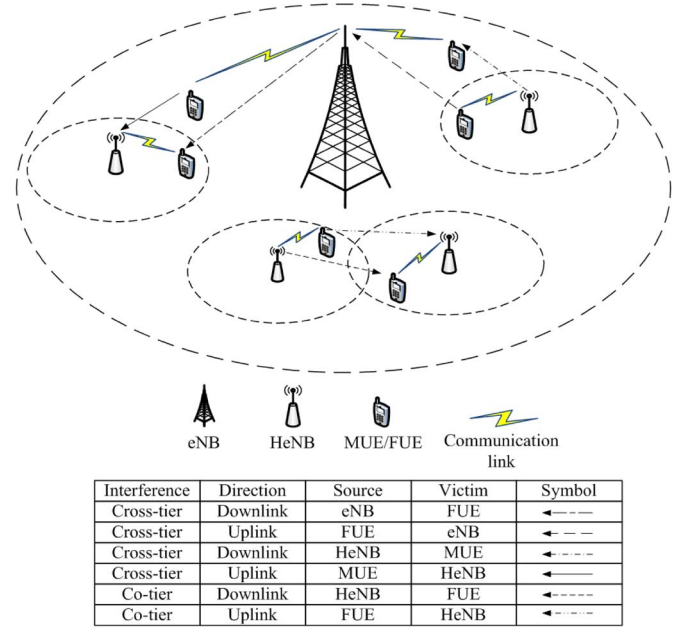 eNB
HeNB
MUE/FUE
Communication
link
Interference Direction Source Victim Symbol
Cross-tier Downlink eNB FUE
Cross-tier Uplink FUE eNB
Cross-tier Downlink HeNB MUE
Cross-tier Uplink MUE HeNB
Co-tier Downlink HeNB FUE
Co-tier Uplink FUE HeNB